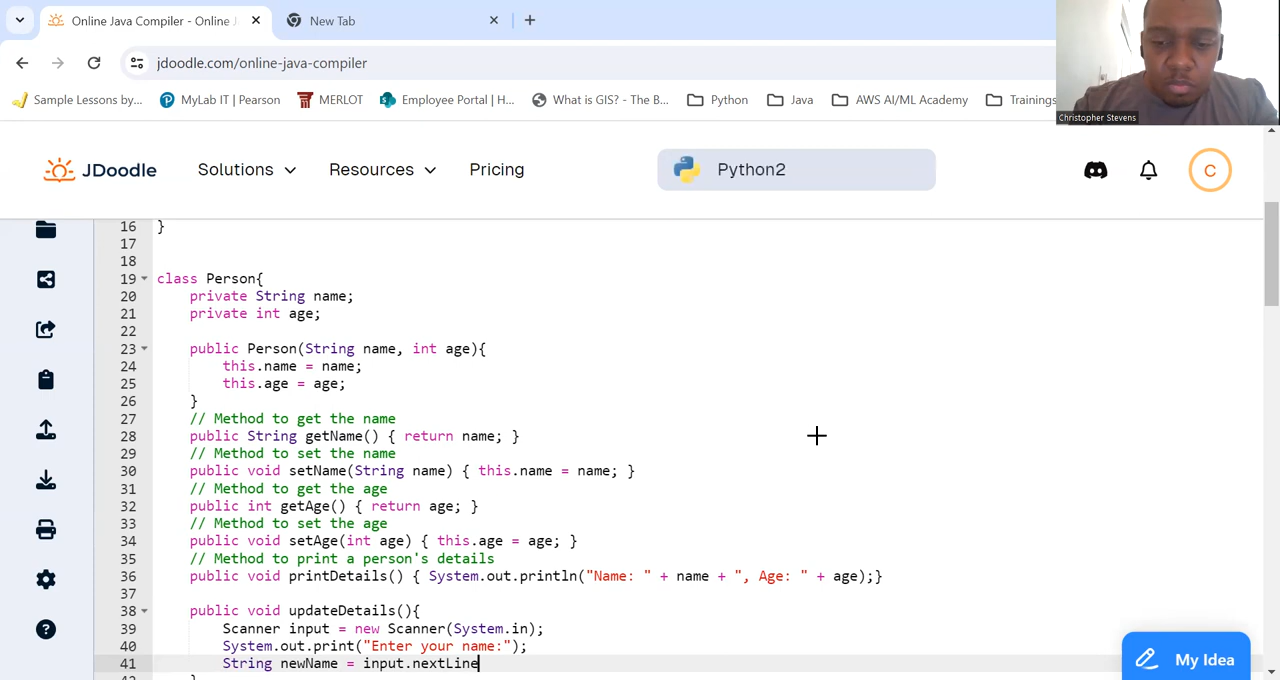 Online Java Compiler - Online
New Tab
jdoodle.com/online-java-compiler
Sample Lessons by...
MyLab IT | Pearson
MERLOT
Employee Portal | H...
What is GIS? - The B...
Python
Java
AWS AI/ML Academy
Trainings
Christopher Stevens
JDoodle
Solutions
Resources
Pricing
Python2
C
16 }
17
18
19 class Person{
20 private String name;
21 private int age;
22
23 public Person(String name, int age){
24 this.name = name;
25 this.age = age;
26 }
27 // Method to get the name
28 public String getName() { return name; }
29 // Method to set the name
30 public void setName(String name) { this.name = name; }
31 // Method to get the age
32 public int getAge() { return age; }
33 // Method to set the age
34 public void setAge(int age) { this.age = age; }
35 // Method to print a person's details
36 public void printDetails() { System.out.println("Name: " + name + ", Age: " + age);}
37
38 public void updateDetails(){
39 Scanner input = new Scanner(System.in);
40 System.out.print("Enter your name:");
41 String newName = input.nextLine
42 }
My Idea